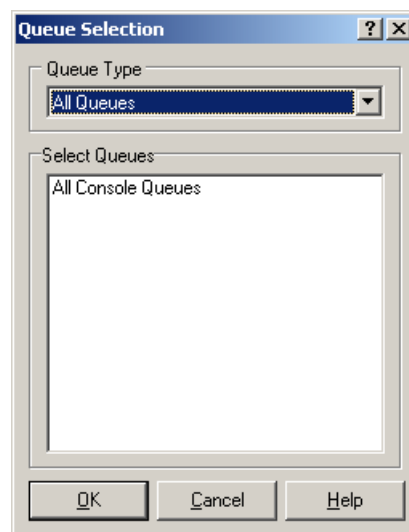 Queue Selection
Queue Type
All Queues
Select Queues
All Console Queues
OK Cancel Help